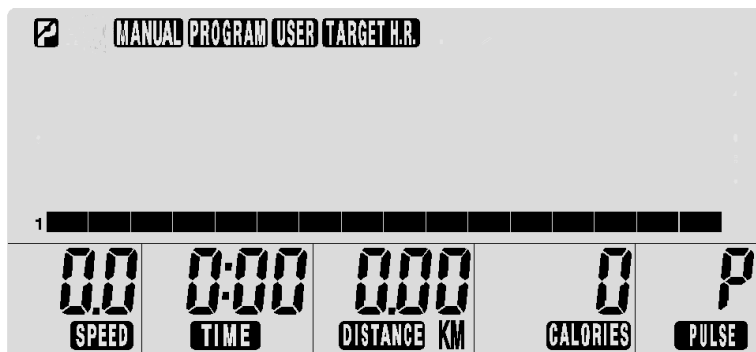 P MANUAL PROGRAM USER TARGET H.R.
1
0.0 0:00 0.00 0 P
SPEED TIME DISTANCE KM CALORIES PULSE